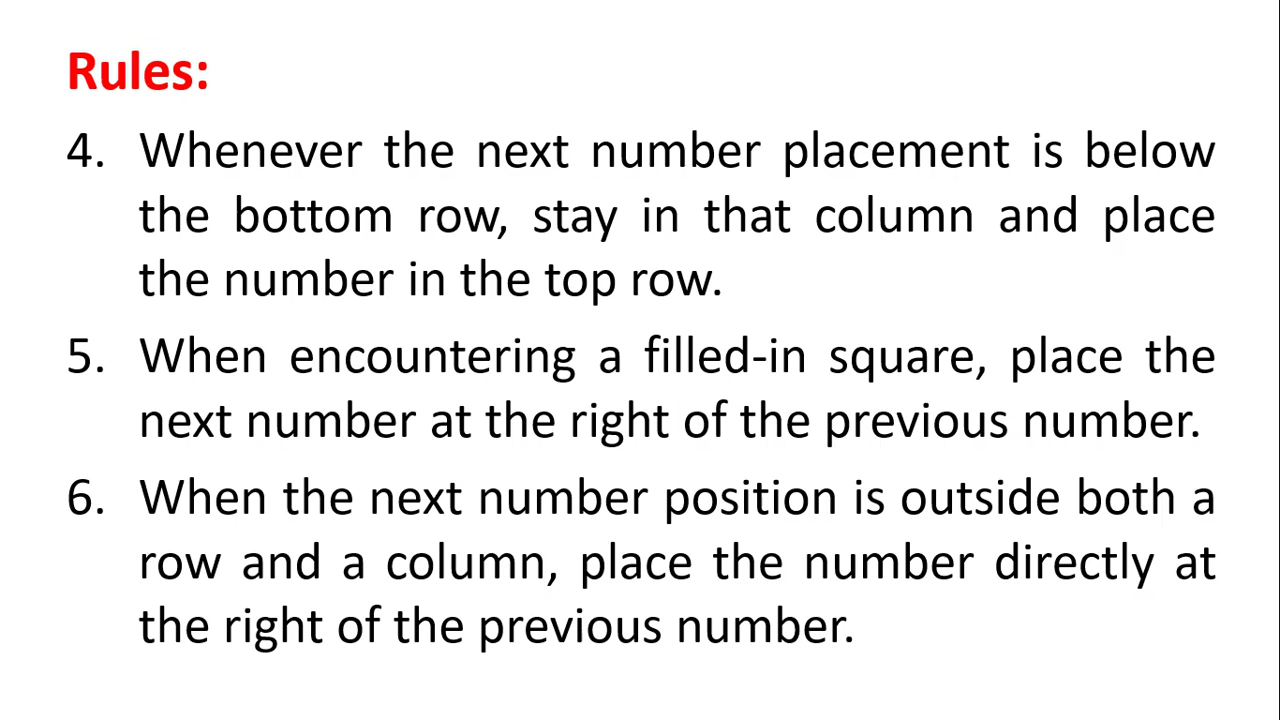 Rules:
4. Whenever the next number placement is below
the bottom row, stay in that column and place
the number in the top row.
5. When encountering a filled-in square, place the
next number at the right of the previous number.
6. When the next number position is outside both a
row and a column, place the number directly at
the right of the previous number.